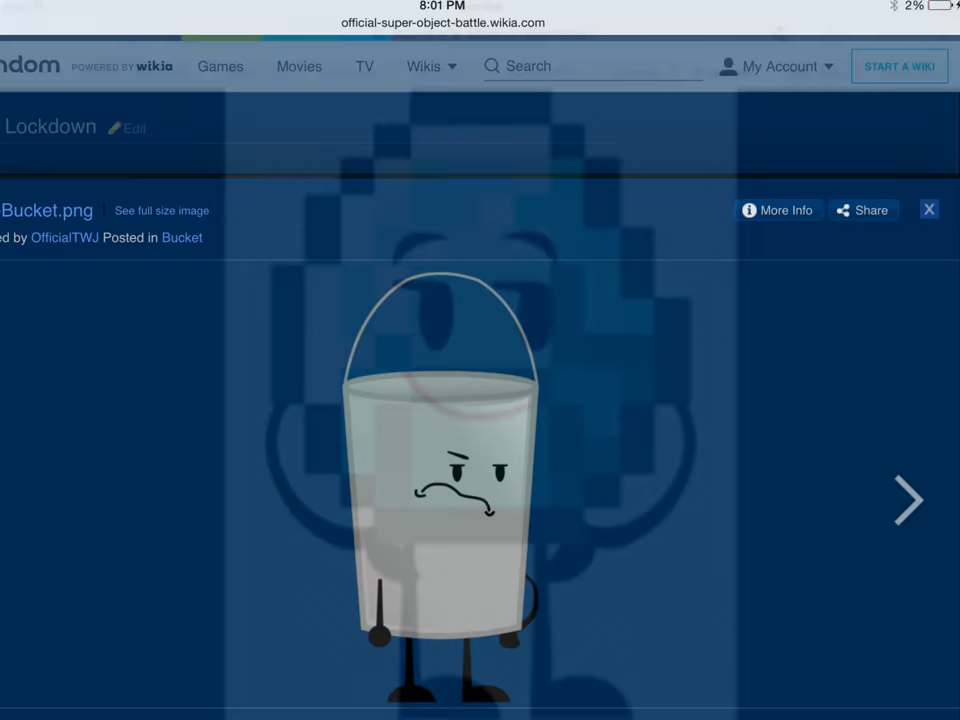 8:01 PM
2%
official-super-object-battle.wikia.com
ndom POWERED BY wikia Games Movies TV Wikis Search My Account START A WIKI
Lockdown Edit
Bucket.png See full size image More Info Share X
ed by OfficialTWJ Posted in Bucket